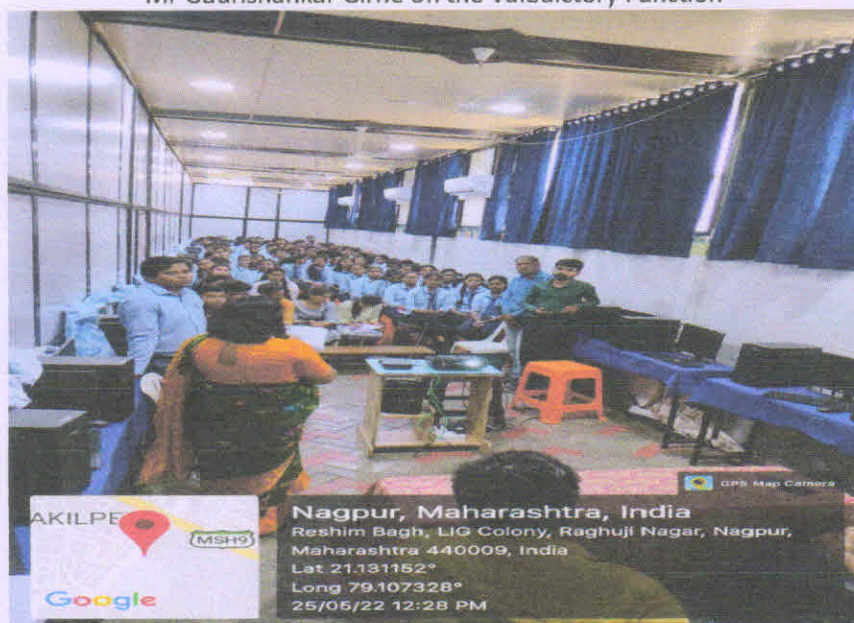 GPS Map Camera
AKILPE
MSH9
Google
Nagpur, Maharashtra, India
Reshim Bagh, LIG Colony, Raghuji Nagar, Nagpur,
Maharashtra 440009, India
Lat 21.131152°
Long 79.107328°
25/05/22 12:28 PM